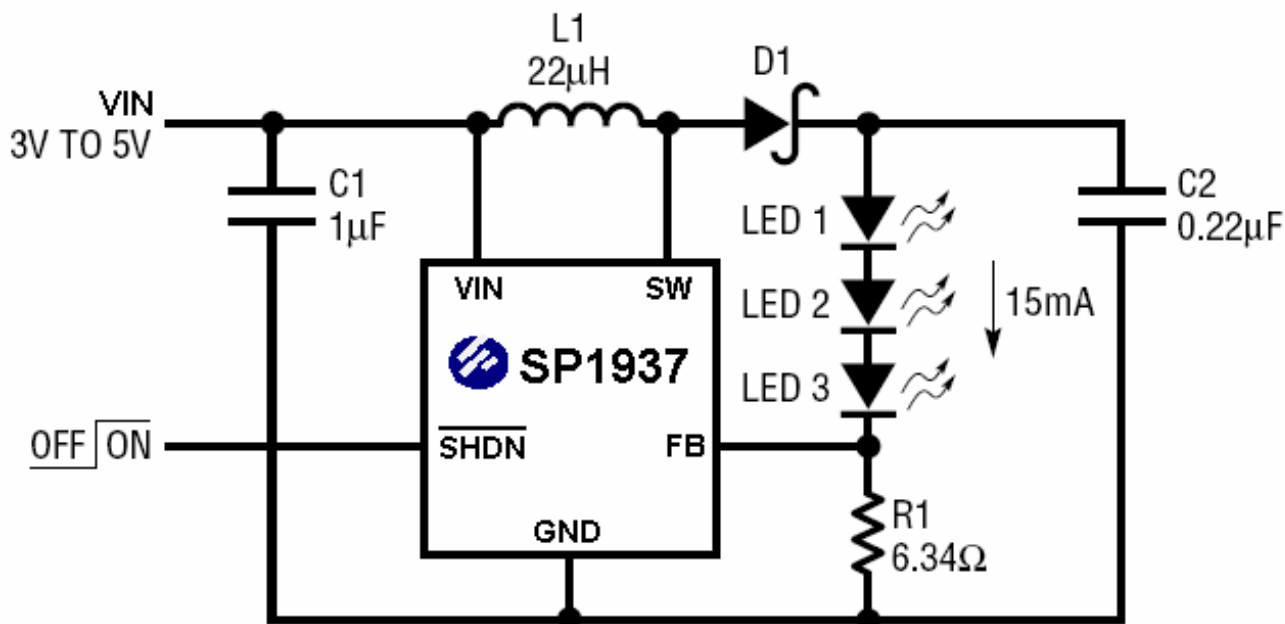 L1
22μH
D1
VIN
3V TO 5V
C1
1μF
C2
0.22μF
LED 1
VIN
SW
LED 2
15mA
SP1937
LED 3
OFF ON
SHDN
FB
R1
6.34Ω
GND